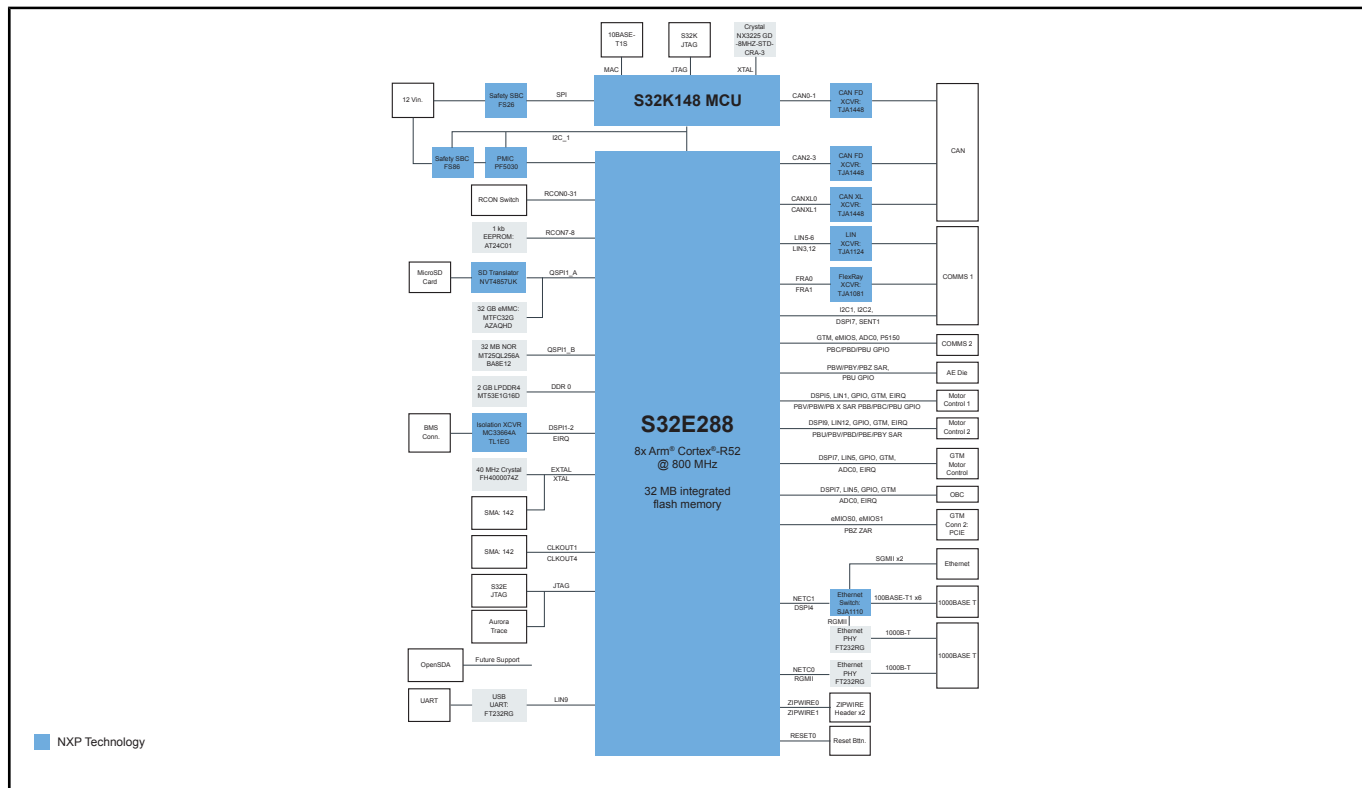 10BASE-
T1S
S32K
JTAG
Crystal
NX3225 GD
-8MHZ-STD-
CRA-3
MAC
JTAG
XTAL
12 Vin.
Safety SBC
FS26
SPI
S32K148 MCU
CAN0-1
CAN FD
XCVR:
TJA1448
CAN
I2C_1
Safety SBC
FS86
PMIC
PF5030
CAN2-3
CAN FD
XCVR:
TJA1448
RCON Switch
RCON0-31
CANXL0
CANXL1
CAN XL
XCVR:
TJA1448
1 kb
EEPROM:
AT24C01
RCON7-8
LIN5-6
LIN3,12
LIN
XCVR:
TJA1124
COMMS 1
MicroSD
Card
SD Translator
NVT4857UK
QSPI1_A
FRA0
FRA1
FlexRay
XCVR:
TJA1081
32 GB eMMC:
MTFC32G
AZAQHD
I2C1, I2C2,
DSPI7, SENT1
32 MB NOR
MT25QL256A
BA8E12
QSPI1_B
GTM, eMIOS, ADC0, P5150
PBC/PBD/PBU GPIO
COMMS 2
PBW/PBY/PBZ SAR,
PBU GPIO
AE Die
2 GB LPDDR4
MT53E1G16D
DDR 0
DSPI5, LIN1, GPIO, GTM, EIRQ
PBV/PBW/PB X SAR PBB/PBC/PBU GPIO
Motor
Control 1
BMS
Conn.
Isolation XCVR
MC33664A
TL1EG
DSPI1-2
EIRQ
S32E288
8x Arm® Cortex®-R52
@ 800 MHz
32 MB integrated
flash memory
DSPI9, LIN12, GPIO, GTM, EIRQ
PBU/PBV/PBD/PBE/PBY SAR
Motor
Control 2
40 MHz Crystal
FH4000074Z
EXTAL
XTAL
DSPI7, LIN5, GPIO, GTM,
ADC0, EIRQ
GTM
Motor
Control
SMA: 142
DSPI7, LIN5, GPIO, GTM
ADC0, EIRQ
OBC
eMIOS0, eMIOS1
PBZ ZAR
GTM
Conn 2:
PCIE
SMA: 142
CLKOUT1
CLKOUT4
SGMII x2
Ethernet
S32E
JTAG
JTAG
NETC1
DSPI4
Ethernet
Switch:
SJA1110
100BASE-T1 x6
1000BASE T
Aurora
Trace
RGMII
Ethernet
PHY
FT232RG
1000B-T
1000BASE T
OpenSDA
Future Support
NETC0
RGMII
Ethernet
PHY
FT232RG
1000B-T
UART
USB
UART:
FT232RG
LIN9
ZIPWIRE0
ZIPWIRE1
ZIPWIRE
Header x2
RESET0
Reset Bttn.
NXP Technology